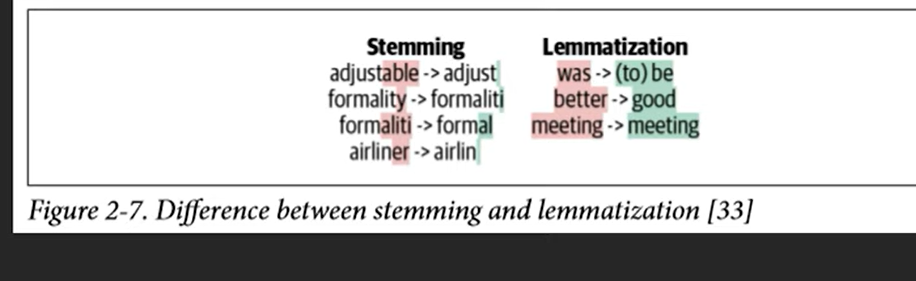 Stemming
adjustable -> adjust
formality -> formaliti
formaliti -> formal
airliner -> airlin
Lemmatization
was -> (to) be
better -> good
meeting -> meeting
Figure 2-7. Difference between stemming and lemmatization [33]